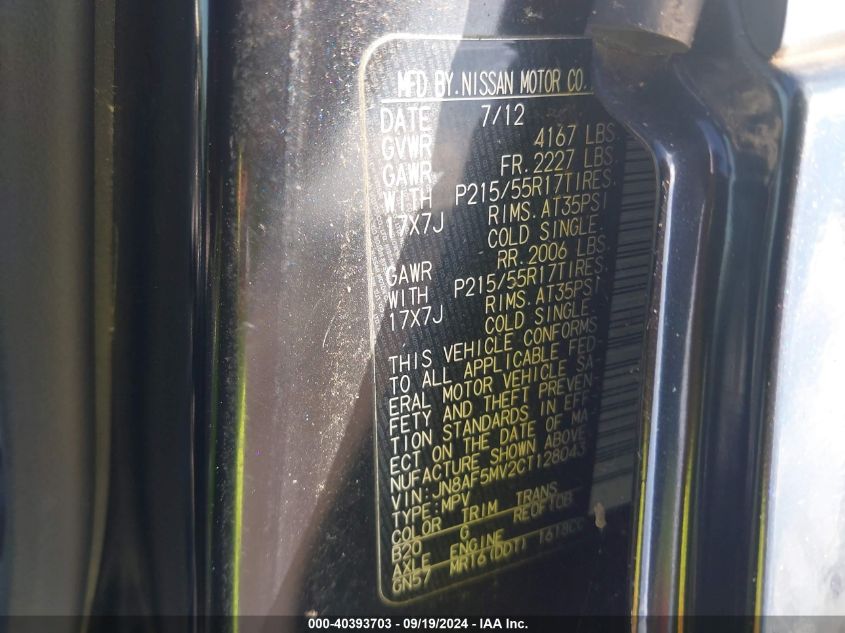 MFD BY. NISSAN MOTOR CO.
DATE 7/12
GVWR 4167 LBS
GAWR FR. 2227 LBS.
WITH P215/55R17TIRES.
17X7J RIMS. AT35PSI
COLD SINGLE.
GAWR RR. 2006 LBS.
WITH P215/55R17TIRES.
17X7J RIMS. AT35PSI
COLD SINGLE.
THIS VEHICLE CONFORMS
TO ALL APPLICABLE FED-
ERAL MOTOR VEHICLE SA-
FETY AND THEFT PREVEN-
TION STANDARDS IN EFF-
ECT ON THE DATE OF MA-
NUFACTURE SHOWN ABOVE.
VIN: JN8AF5MV2CT128043
TYPE: MPV
COLOR TRIM TRANS
B20 G RE0F10B
AXLE ENGINE
GN57 MR16(DDT) 1618CC
000-40393703 - 09/19/2024 - IAA Inc.